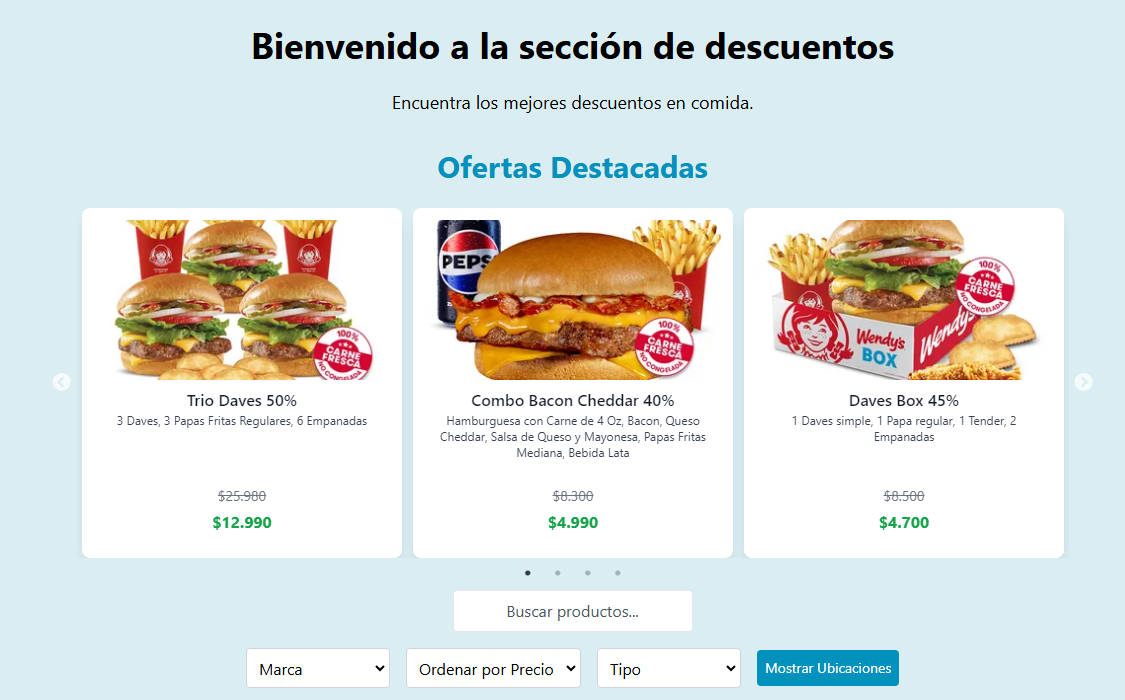 Bienvenido a la sección de descuentos
Encuentra los mejores descuentos en comida.
Ofertas Destacadas
100%
CARNE
FRESCA
NO CONGELADA
Trio Daves 50%
3 Daves, 3 Papas Fritas Regulares, 6 Empanadas
$25.980
$12.990
PEPSI
100%
CARNE
FRESCA
NO CONGELADA
Combo Bacon Cheddar 40%
Hamburguesa con Carne de 4 Oz, Bacon, Queso
Cheddar, Salsa de Queso y Mayonesa, Papas Fritas
Mediana, Bebida Lata
$8.300
$4.990
100%
CARNE
FRESCA
NO CONGELADA
Wendy's
BOX
Wendy's
Daves Box 45%
1 Daves simple, 1 Papa regular, 1 Tender, 2
Empanadas
$8.500
$4.700
Buscar productos...
Marca
Ordenar por Precio
Tipo
Mostrar Ubicaciones